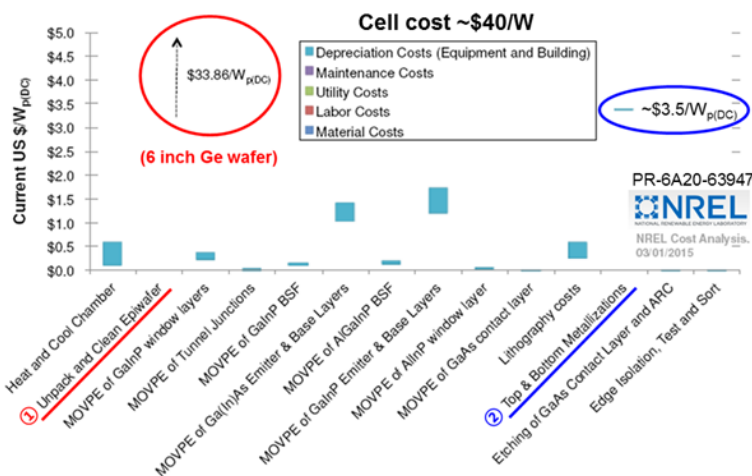 Cell cost ~$40/W
$5.0
$4.5
$4.0
$3.5
$3.0
$2.5
$2.0
$1.5
$1.0
$0.5
$0.0
Current US $/Wp(DC)
$33.86/Wp(DC)
(6 inch Ge wafer)
Depreciation Costs (Equipment and Building)
Maintenance Costs
Utility Costs
Labor Costs
Material Costs
~$3.5/Wp(DC)
PR-6A20-63947
NREL
NATIONAL RENEWABLE ENERGY LABORATORY
NREL Cost Analysis.
03/01/2015
Heat and Cool Chamber
① Unpack and Clean Epiwafer
MOVPE of GaInP window layers
MOVPE of Tunnel Junctions
MOVPE of GaInP BSF
MOVPE of Ga(In)As Emiter & Base Layers
MOVPE of AlGaInP BSF
MOVPE of GaInP Emitter & Base Layers
MOVPE of AlInP window layer
MOVPE of GaAs contact layer
Lithography costs
② Top & Bottom Metallizations
Etching of GaAs Contact Layer and ARC
Edge Isolation, Test and Sort